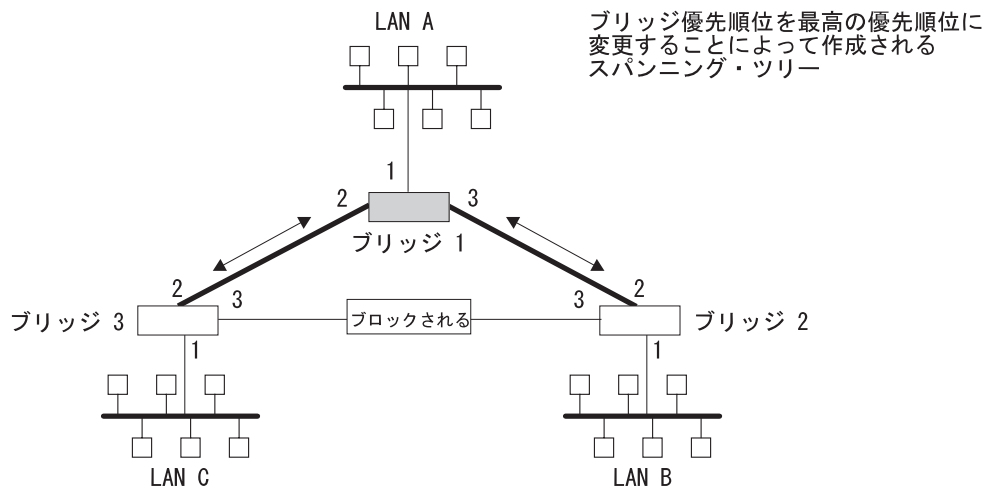 LAN A
ブリッジ優先順位を最高の優先順位に
変更することによって作成される
スパンニング・ツリー
1
2
3
ブリッジ 1
2
3
3
2
ブリッジ 3
ブロックされる
ブリッジ 2
1
1
LAN C
LAN B